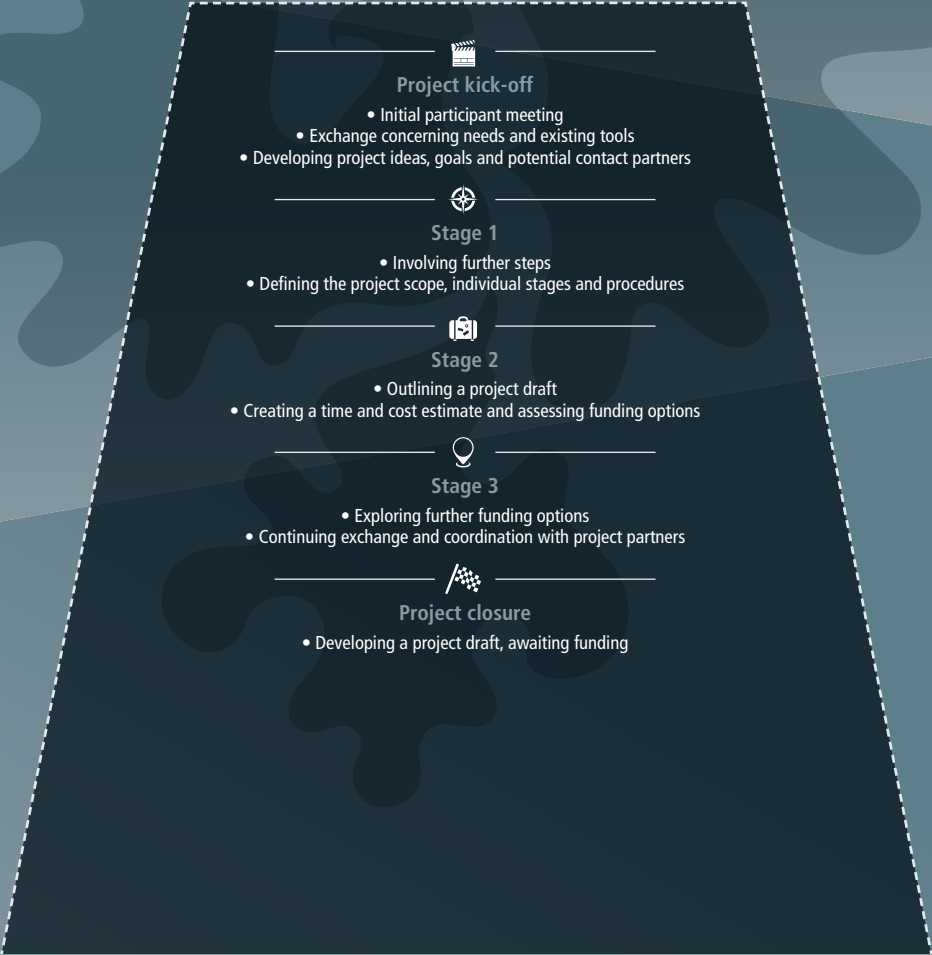 Project kick-off
• Initial participant meeting
• Exchange concerning needs and existing tools
• Developing project ideas, goals and potential contact partners
Stage 1
• Involving further steps
• Defining the project scope, individual stages and procedures
Stage 2
• Outlining a project draft
• Creating a time and cost estimate and assessing funding options
Stage 3
• Exploring further funding options
• Continuing exchange and coordination with project partners
Project closure
• Developing a project draft, awaiting funding